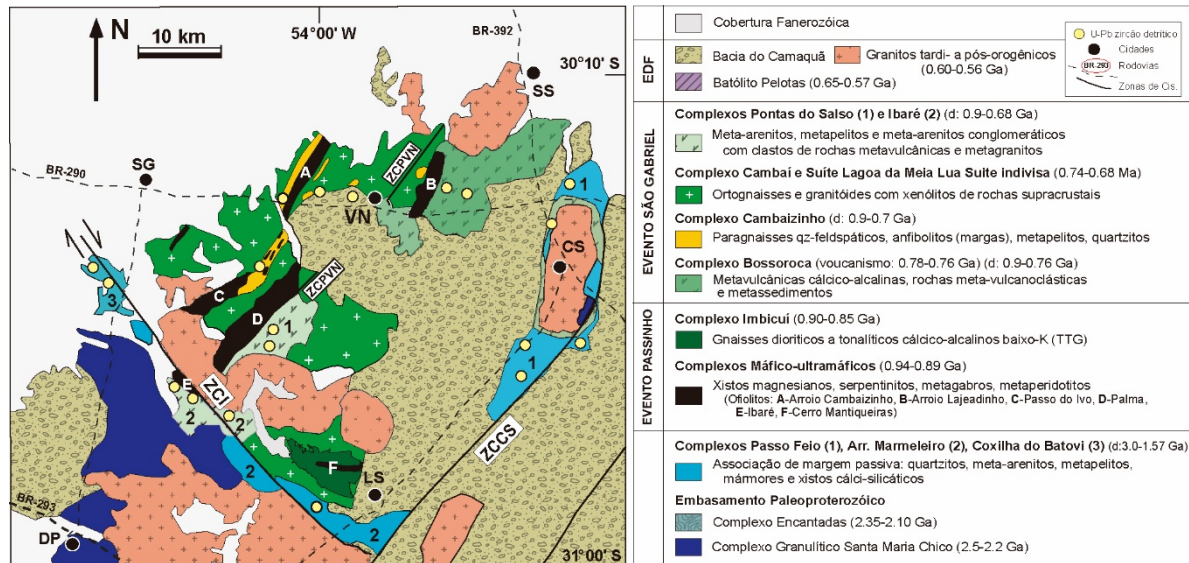 N
10 km
54°00' W
BR-392
30°10'
SS
SG
BR-290
ZCPVN
A
B
1
VN
CS
3
C
ZCPVN
D
1
1
E
ZCI
2
2
ZCCS
F
2
LS
BR-293
DP
2
31°00' S
Cobertura Fanerozóica
U-Pb zircão detrítico
Cidades
BR-293
Rodovias
Zonas de Cis.
EDF
Bacia do Camaquã
Granitos tardi- a pós-orogênicos
(0.60-0.56 Ga)
Batólito Pelotas (0.65-0.57 Ga)
EVENTO SÃO GABRIEL
Complexos Pontas do Salso (1) e Ibaré (2) (d: 0.9-0.68 Ga)
Meta-arenitos, metapelitos e meta-arenitos conglomeráticos
com clastos de rochas metavulcânicas e metagranitos
Complexo Cambaí e Suíte Lagoa da Meia Lua Suite indivisa (0.74-0.68 Ma)
Ortognaisses e granitóides com xenólitos de rochas supracrustais
Complexo Cambaizinho (d: 0.9-0.7 Ga)
Paragnaisses qz-feldspáticos, anfibolitos (margas), metapelitos, quartzitos
Complexo Bossoroca (voucanismo: 0.78-0.76 Ga) (d: 0.9-0.76 Ga)
Metavulcânicas cálcico-alcalinas, rochas meta-vulcanoclásticas
e metassedimentos
EVENTO PASSINHO
Complexo Imbicuí (0.90-0.85 Ga)
Gnaisses dioríticos a tonalíticos cálcico-alcalinos baixo-K (TTG)
Complexos Máfico-ultramáficos (0.94-0.89 Ga)
Xistos magnesianos, serpentinitos, metagabros, metaperidotitos
(Ofiolitos: A-Arroio Cambaizinho, B-Arroio Lajeadinho, C-Passo do Ivo, D-Palma,
E-Ibaré, F-Cerro Mantiqueiras)
Complexos Passo Feio (1), Arr. Marmeleiro (2), Coxilha do Batovi (3) (d:3.0-1.57 Ga)
Associação de margem passiva: quartzitos, meta-arenitos, metapelitos,
mármores e xistos cálci-silicáticos
Embasamento Paleoproterozóico
Complexo Encantadas (2.35-2.10 Ga)
Complexo Granulítico Santa Maria Chico (2.5-2.2 Ga)